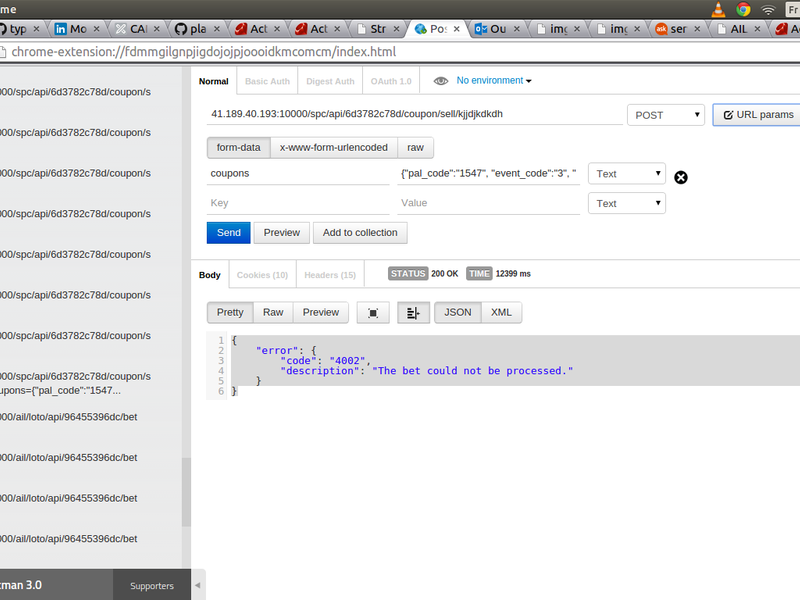 me
typ
Mo
CAI
pla
Act
Act
Str
Pos
Ou
img
img
ser
AIL
Ac
Fr
chrome-extension://fdmmgilgnpjigdojojpjoooidkmcomcm/index.html
Normal
Basic Auth
Digest Auth
OAuth 1.0
No environment
41.189.40.193:10000/spc/api/6d3782c78d/coupon/sell/kjjdjkdkdh
POST
URL params
form-data
x-www-form-urlencoded
raw
coupons
{"pal_code":"1547", "event_code":"3", "
Text
Key
Value
Text
Send
Preview
Add to collection
Body
Cookies (10)
Headers (15)
STATUS 200 OK TIME 12399 ms
Pretty
Raw
Preview
JSON
XML
1 {
2 "error": {
3 "code": "4002",
4 "description": "The bet could not be processed."
5 }
6 }
000/spc/api/6d3782c78d/coupon/s
000/spc/api/6d3782c78d/coupon/s
000/spc/api/6d3782c78d/coupon/s
000/spc/api/6d3782c78d/coupon/s
000/spc/api/6d3782c78d/coupon/s
000/spc/api/6d3782c78d/coupon/s
000/spc/api/6d3782c78d/coupon/s
000/spc/api/6d3782c78d/coupon/s
upons={"pal_code":"1547...
000/ail/loto/api/96455396dc/bet
000/ail/loto/api/96455396dc/bet
000/ail/loto/api/96455396dc/bet
000/ail/loto/api/96455396dc/bet
tman 3.0
Supporters